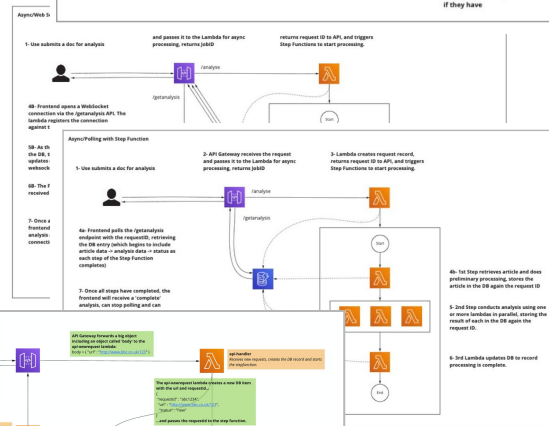 if they have
Async/Web S
and passes it to the Lambda for async
processing, returns JobID
returns request ID to API, and triggers
Step Functions to start processing.
1- Use submits a doc for analysis
/analyse
/getanalysis
Start
4B- Frontend opens a WebSocket
connection via the /getanalysis API. The
lambda registers the connection
against t
5B- As th
the DB, t
updates
websock
6B- The F
received
7- Once a
frontend
analysis
connecti
Async/Polling with Step Function
2- API Gateway receives the request
and passes it to the Lambda for async
processing, returns JobID
3- Lambda creates request record,
returns request ID to API, and triggers
Step Functions to start processing.
1- Use submits a doc for analysis
/analyse
/getanalysis
4a- Frontend polls the /getanalysis
endpoint with the requestID, retrieving
the DB entry (which begins to include
article data -> analysis data -> status as
each step of the Step Function
completes)
Start
4b- 1st Step retrieves article and does
preliminary processing, stores the
article in the DB again the request ID
7- Once all steps have completed, the
frontend will receive a 'complete'
analysis, can stop polling and can
5- 2nd Step conducts analysis using one
or more lambdas in parallel, storing the
result of each in the DB again the
request ID.
6- 3rd Lambda updates DB to record
processing is complete.
End
API Gateway forwards a big object
including an object called 'body' to the
api-onrequest lambda:
api-handler
Receives new requests, creates the DB record and starts
the stepfunction.
The api-onrequest lambda creates a new DB item
with the url and requestId...
{
"requestId": "abc1234",
"status": "new"
}
...and passes the requestId to the step function.